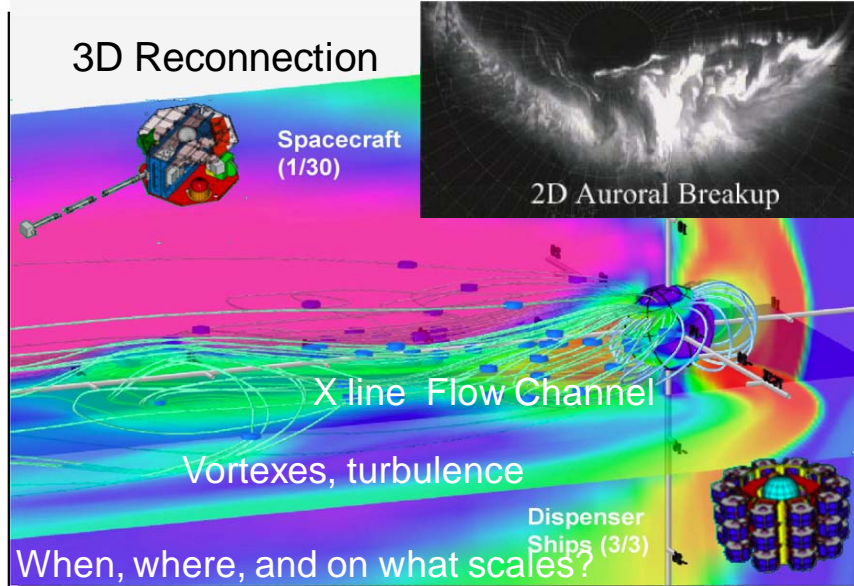 3D Reconnection
Spacecraft
(1/30)
2D Auroral Breakup
X line Flow Channel
Vortexes, turbulence
Dispenser
Ships (3/3)
When, where, and on what scales?